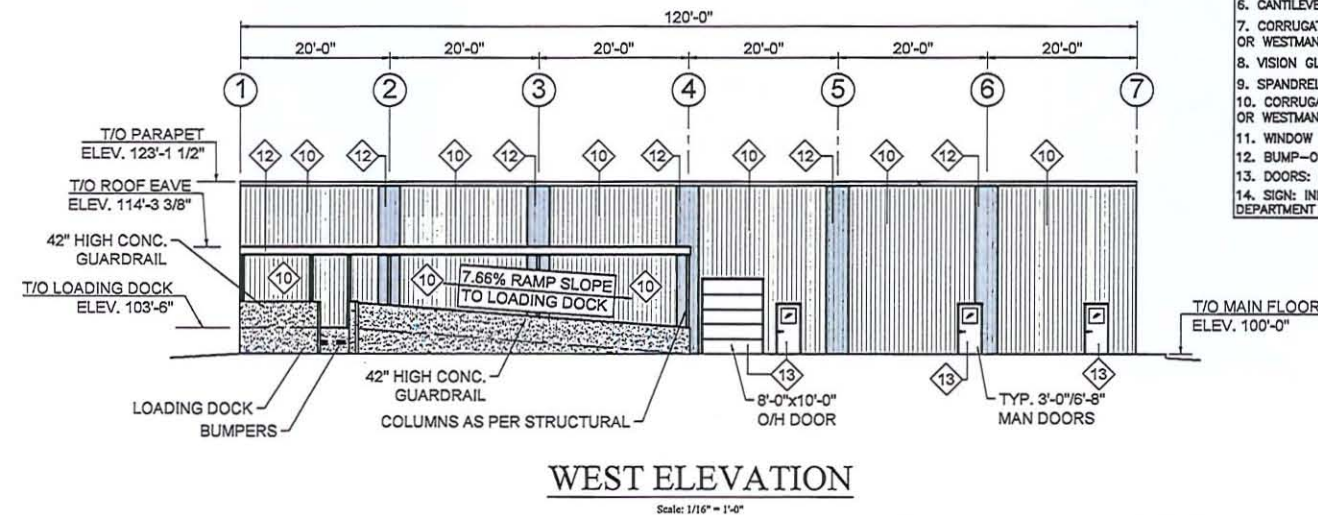 120'-0"
20'-0" 20'-0" 20'-0" 20'-0" 20'-0" 20'-0"
1 2 3 4 5 6 7
T/O PARAPET
ELEV. 123'-1 1/2"
T/O ROOF EAVE
ELEV. 114'-3 3/8"
42" HIGH CONC.
GUARDRAIL
T/O LOADING DOCK
ELEV. 103'-6"
12 10 12 10 12 10 12 10 12 10 12 10
10 10 10
7.66% RAMP SLOPE
TO LOADING DOCK
T/O MAIN FLOOR
ELEV. 100'-0"
LOADING DOCK
BUMPERS
42" HIGH CONC.
GUARDRAIL
COLUMNS AS PER STRUCTURAL
13 13 13
8'-0"x10'-0"
O/H DOOR
TYP. 3'-0"/6'-8"
MAN DOORS
WEST ELEVATION
Scale: 1/16" = 1'-0"
6.
7.
OR WESTMAN
8. VISION
9. SPANDREL
10.
OR WESTMAN
11. WINDOW
12.
13. DOORS:
14. SIGN:
DEPARTMENT